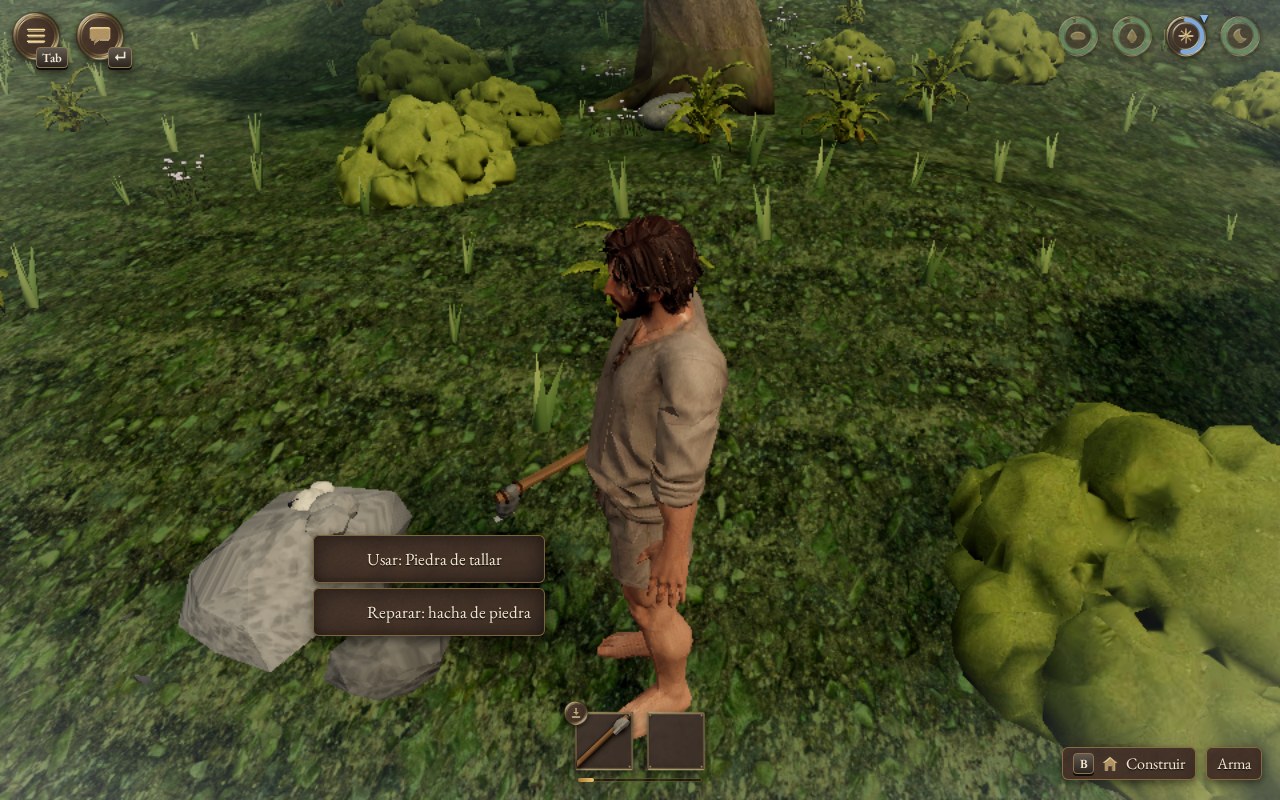 Tab
↵
Usar: Piedra de tallar
Reparar: hacha de piedra
B Construir
Arma